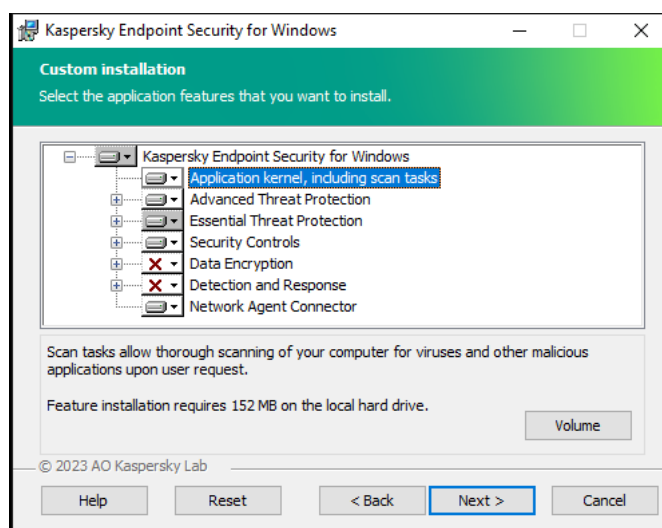 Kaspersky Endpoint Security for Windows
Custom installation
Select the application features that you want to install.
Kaspersky Endpoint Security for Windows
Application kernel, including scan tasks
Advanced Threat Protection
Essential Threat Protection
Security Controls
Data Encryption
Detection and Response
Network Agent Connector
Scan tasks allow thorough scanning of your computer for viruses and other malicious
applications upon user request.
Feature installation requires 152 MB on the local hard drive.
Volume
© 2023 AO Kaspersky Lab
Help Reset < Back Next > Cancel